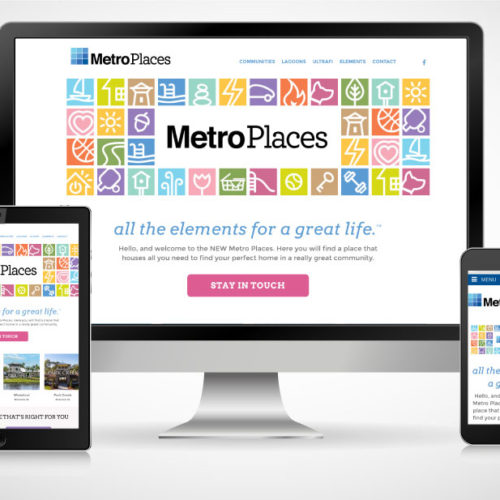 MetroPlaces
COMMUNITIES LAGOONS ULTRAFI ELEMENTS CONTACT f
MetroPlaces
all the elements for a great life.™
Hello, and welcome to the NEW Metro Places. Here you will find a place that
houses all you need to find your perfect home in a really great community.
STAY IN TOUCH
Places
for a great life.
TOUCH
THAT'S RIGHT FOR YOU
MENU
Metro
all the elements
for a g
Hello, and
Metro Plac
place that
find your p